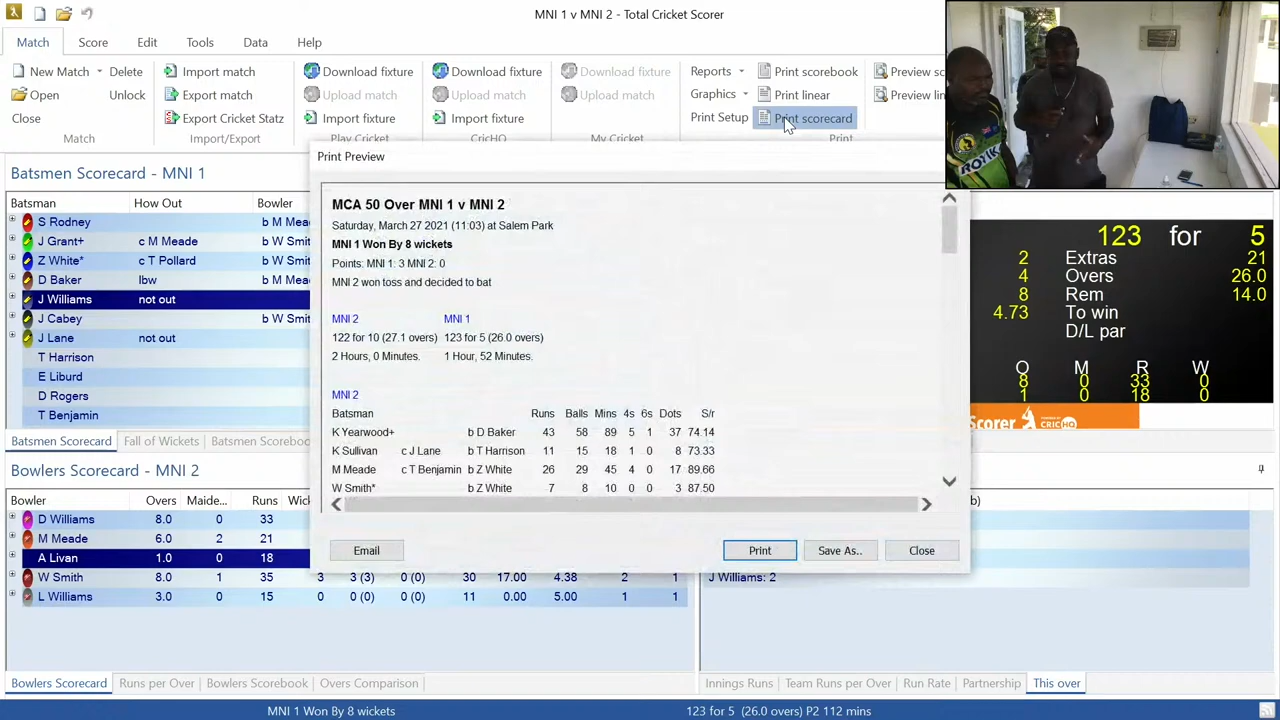 MNI 1 v MNI 2 - Total Cricket Scorer
Match Score Edit Tools Data Help
New Match Delete Import match Download fixture Download fixture Download fixture Reports Print scorebook
Open Unlock Export match Upload match Upload match Upload match Graphics Print linear
Close Export Cricket Statz Import fixture Import fixture Print Setup Print scorecard
Match Import/Export Play Cricket CricHQ My Cricket Print
Print Preview
MCA 50 Over MNI 1 v MNI 2
Saturday, March 27 2021 (11:03) at Salem Park
MNI 1 Won By 8 wickets
Points: MNI 1: 3 MNI 2: 0
MNI 2 won toss and decided to bat
MNI 2 MNI 1
122 for 10 (27.1 overs) 123 for 5 (26.0 overs)
2 Hours, 0 Minutes. 1 Hour, 52 Minutes.
MNI 2
Batsman Runs Balls Mins 4s 6s Dots S/r
b D Baker 43 58 89 5 1 37 74.14
K Sullivan c J Lane b T Harrison 11 15 18 1 0 8 73.33
M Meade c T Benjamin b Z White 26 29 45 4 0 17 89.66
W Smith* b Z White 7 8 10 0 0 3 87.50
Email Print Save As.. Close
Batsmen Scorecard - MNI 1
Batsman How Out Bowler
S Rodney b M Mea
J Grant+ c M Meade b W Smit
Z White* c T Pollard b W Smit
D Baker lbw b M Mea
J Williams not out
J Cabey b W Smit
J Lane not out
T Harrison
E Liburd
D Rogers
T Benjamin
Batsmen Scorecard Fall of Wickets Batsmen Scorebo
123 for 5
2 Extras 21
4 Overs 26.0
8 Rem 14.0
4.73 To win
D/L par
O M R W
8 0 33 0
1 0 18 0
Scorer POWERED BY CRICHQ
Bowlers Scorecard - MNI 2
Bowler Overs Maide... Runs Wick
D Williams 8.0 0 33
M Meade 6.0 2 21
A Livan 1.0 0 18
W Smith 8.0 1 35 3 3 (3) 0 (0) 30 17.00 4.38 2 1
L Williams 3.0 0 15 0 0 (0) 0 (0) 11 0.00 5.00 1 1
b)
J Williams: 2
Bowlers Scorecard Runs per Over Bowlers Scorebook Overs Comparison
Innings Runs Team Runs per Over Run Rate Partnership This over
MNI 1 Won By 8 wickets 123 for 5 (26.0 overs) P2 112 mins